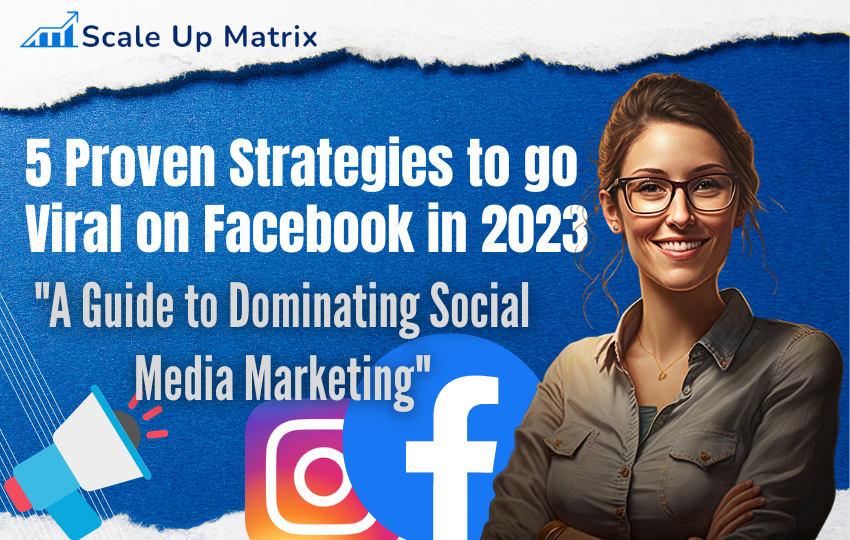 Scale Up Matrix
5 Proven Strategies to go
Viral on Facebook in 2023
"A Guide to Dominating Social
Media Marketing"